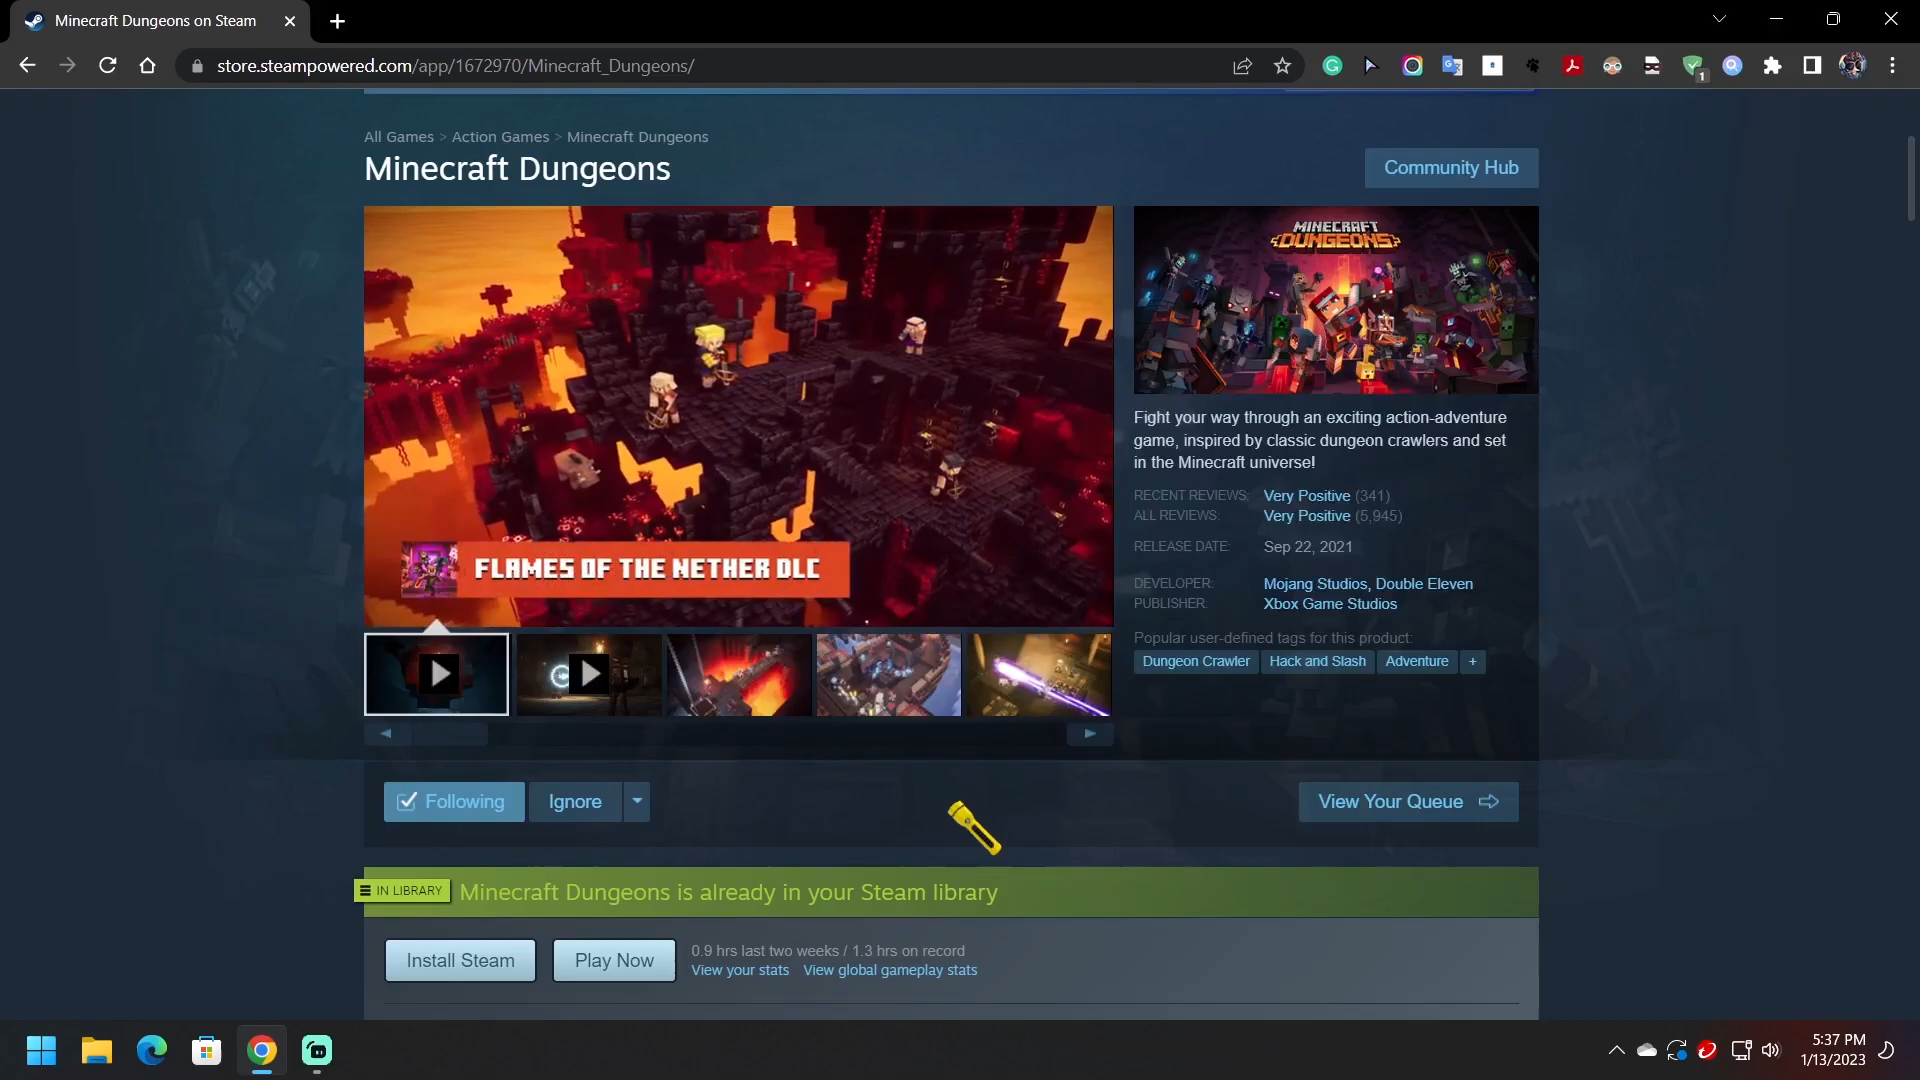 Minecraft Dungeons on Steam
store.steampowered.com/app/1672970/Minecraft_Dungeons/
1
All Games > Action Games > Minecraft Dungeons
Minecraft Dungeons
Community Hub
MINECRAFT
DUNGEONS
FLAMES OF THE NETHER DLC
Fight your way through an exciting action-adventure
game, inspired by classic dungeon crawlers and set
in the Minecraft universe!
RECENT REVIEWS: Very Positive (341)
ALL REVIEWS: Very Positive (5,945)
RELEASE DATE: Sep 22, 2021
DEVELOPER: Mojang Studios, Double Eleven
PUBLISHER: Xbox Game Studios
Popular user-defined tags for this product:
Dungeon Crawler Hack and Slash Adventure +
Following Ignore View Your Queue
IN LIBRARY Minecraft Dungeons is already in your Steam library
Install Steam Play Now 0.9 hrs last two weeks / 1.3 hrs on record
View your stats View global gameplay stats
5:37 PM
1/13/2023